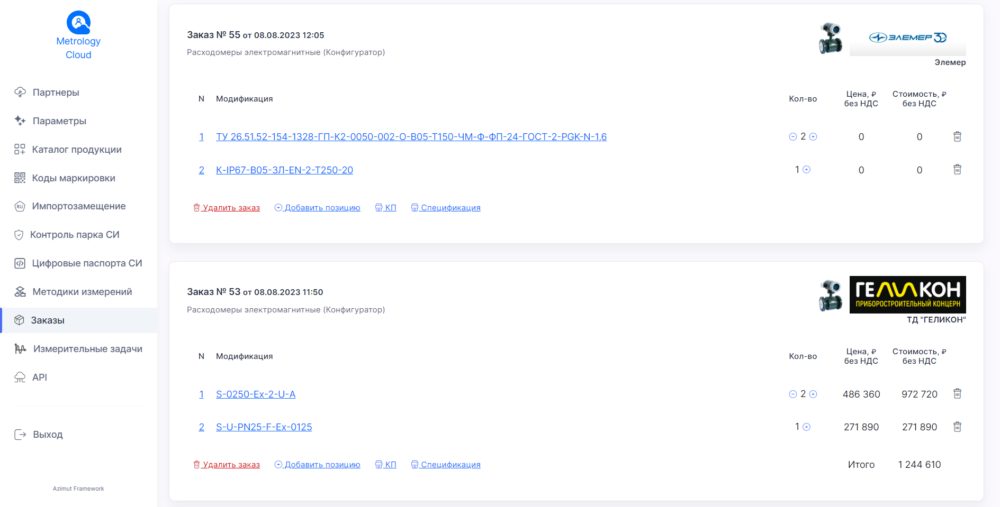 Metrology
Cloud
Партнеры
Параметры
Каталог продукции
Коды маркировки
RU
Импортозамещение
Контроль парка СИ
Цифровые паспорта СИ
Методики измерений
Заказы
Измерительные задачи
API
Выход
Azimut Framework
Заказ № 55 от 08.08.2023 12:05
Расходомеры электромагнитные (Конфигуратор)
ЭЛЕМЕР 30
Элемер
N Модификация Кол-во Цена, ₽ без НДС Стоимость, ₽ без НДС
1 ТУ 26.51.52-154-1328-ГП-К2-0050-002-О-В05-Т150-ЧМ-Ф-ФП-24-ГОСТ-2-PGK-N-1,6 2 0 0
2 К-IP67-В05-ЗЛ-EN-2-Т250-20 1 0 0
Удалить заказ Добавить позицию КП Спецификация
Заказ № 53 от 08.08.2023 11:50
Расходомеры электромагнитные (Конфигуратор)
ГЕЛИКОН
ПРИБОРОСТРОИТЕЛЬНЫЙ КОНЦЕРН
ТД "ГЕЛИКОН"
N Модификация Кол-во Цена, ₽ без НДС Стоимость, ₽ без НДС
1 S-0250-Ex-2-U-A 2 486 360 972 720
2 S-U-PN25-F-Ex-0125 1 271 890 271 890
Удалить заказ Добавить позицию КП Спецификация Итого 1 244 610